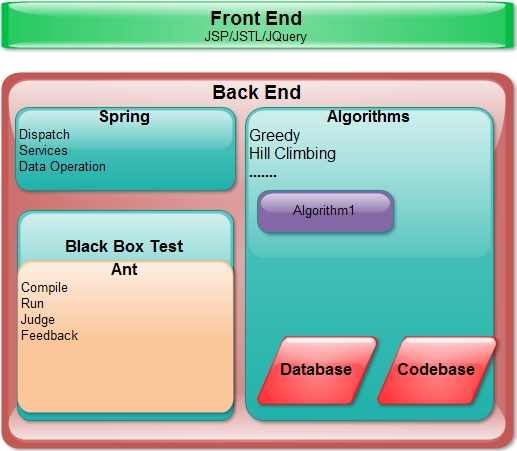 Front End
JSP/JSTL/JQuery
Back End
Spring
Dispatch
Services
Data Operation
Black Box Test
Ant
Compile
Run
Judge
Feedback
Algorithms
Greedy
Hill Climbing
.......
Algorithm1
Database
Codebase